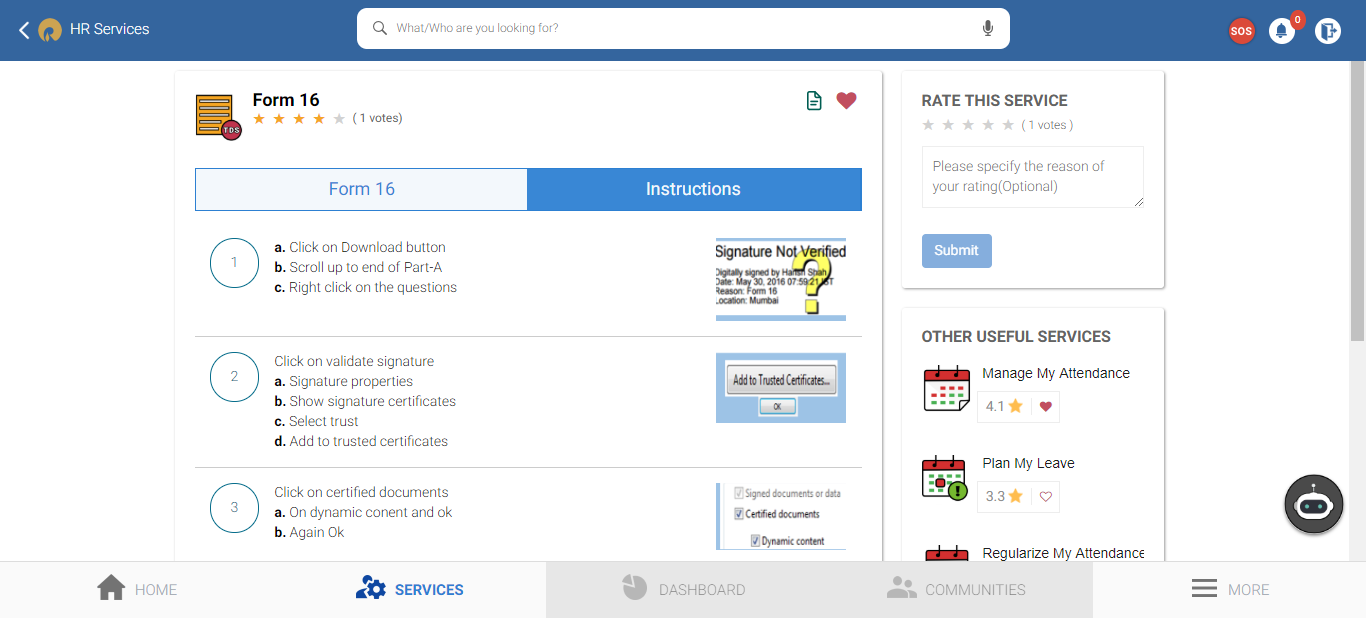 HR Services
What/Who are you looking for?
SOS
0
TDS
Form 16
( 1 votes)
Form 16
Instructions
1
a. Click on Download button
b. Scroll up to end of Part-A
c. Right click on the questions
Signature Not Verified
Digitally signed by Harish Shah
Date: May 30, 2016 07:59:21 IST
Reason: Form 16
Location: Mumbai
2
Click on validate signature
a. Signature properties
b. Show signature certificates
c. Select trust
d. Add to trusted certificates
Add to Trusted Certificates...
OK
3
Click on certified documents
a. On dynamic conent and ok
b. Again Ok
Signed documents or data
Certified documents
Dynamic content
RATE THIS SERVICE
( 1 votes )
Please specify the reason of
your rating(Optional)
Submit
OTHER USEFUL SERVICES
Manage My Attendance
4.1
Plan My Leave
3.3
Regularize My Attendance
HOME
SERVICES
DASHBOARD
COMMUNITIES
MORE